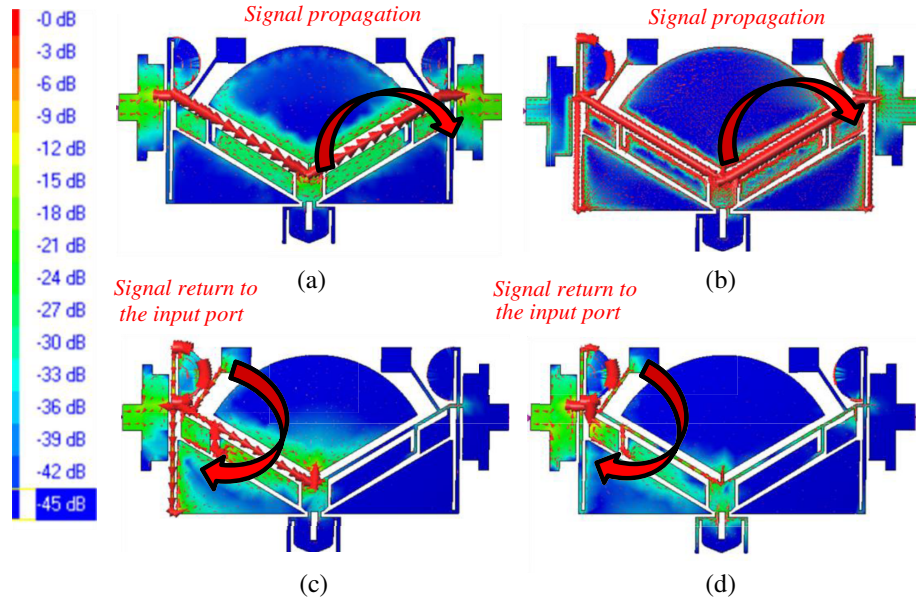 -0 dB
-3 dB
-6 dB
-9 dB
-12 dB
-15 dB
-18 dB
-21 dB
-24 dB
-27 dB
-30 dB
-33 dB
-36 dB
-39 dB
-42 dB
-45 dB
Signal propagation
(a)
Signal propagation
(b)
Signal return to
the input port
(c)
Signal return to
the input port
(d)